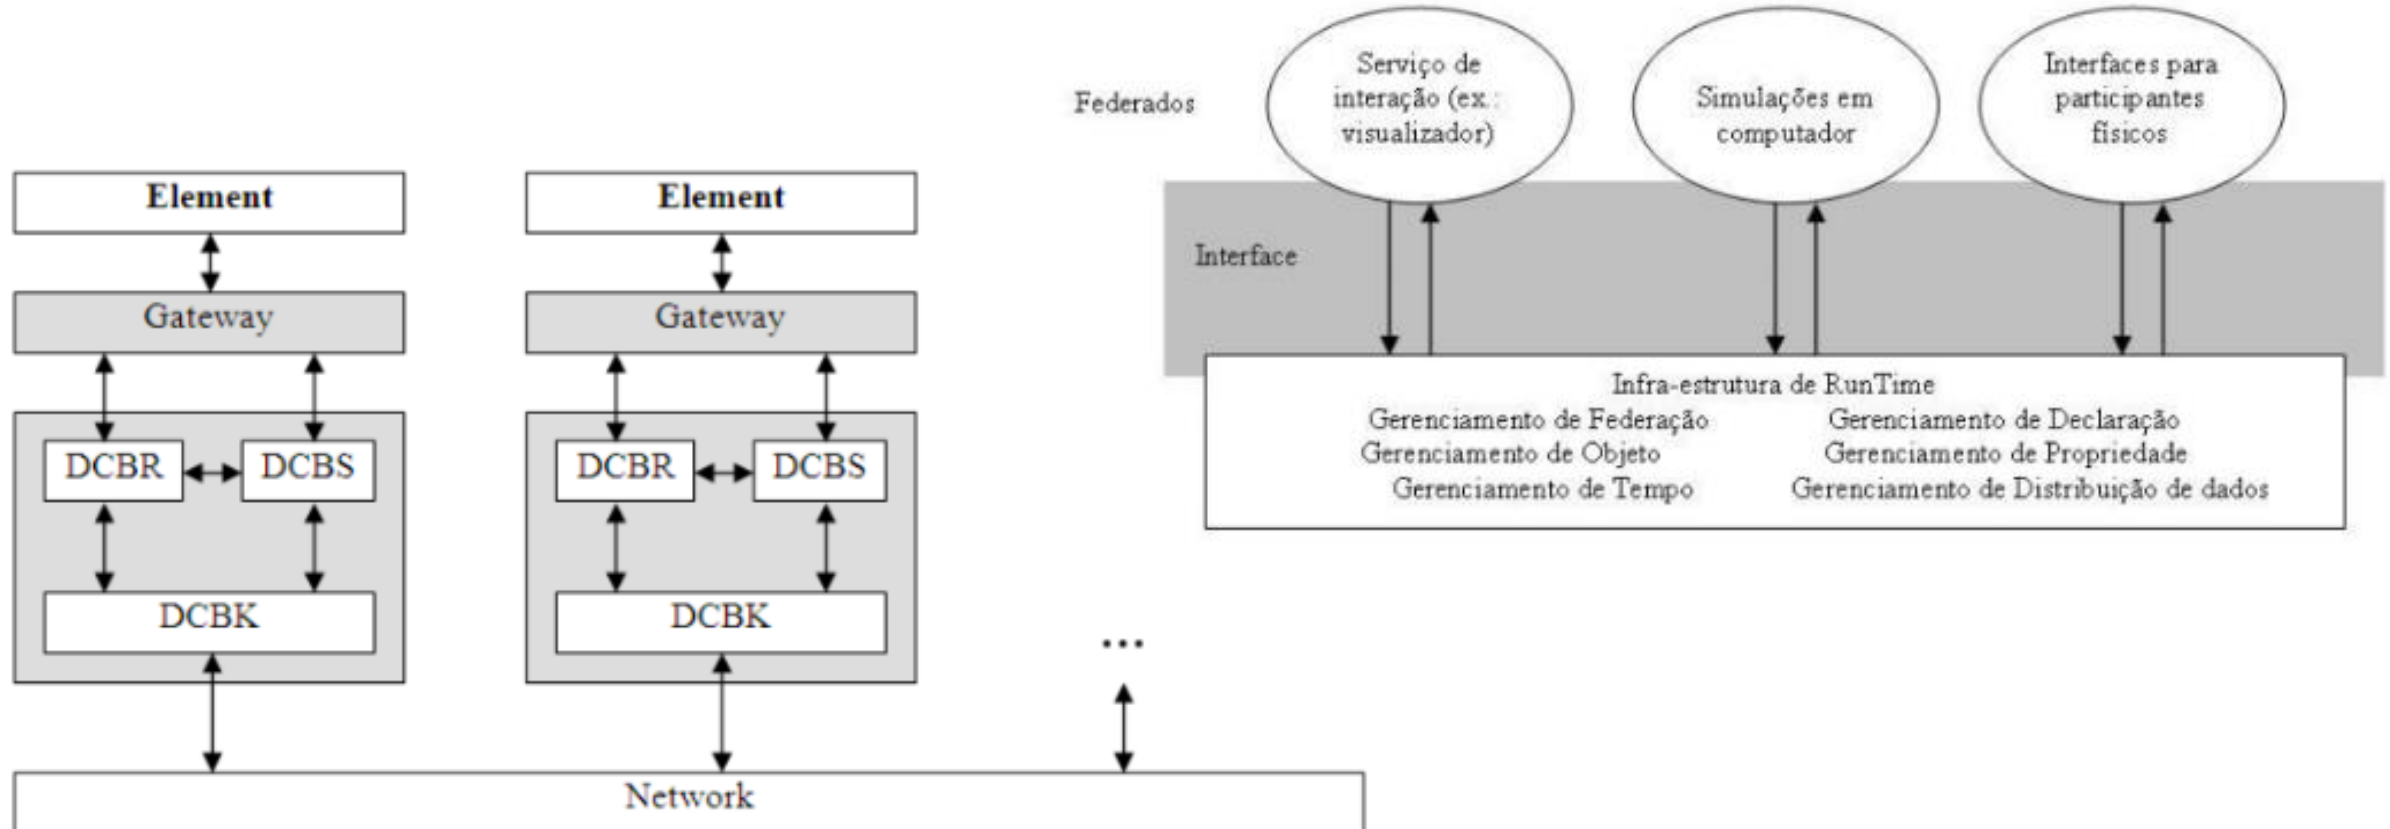 Element
Element
Gateway
Gateway
DCBR
DCBS
DCBR
DCBS
DCBK
DCBK
...
Network
Federados
Serviço de
interação (ex.:
visualizador)
Simulações em
computador
Interfaces para
participantes
físicos
Interface
Infra-estrutura de RunTime
Gerenciamento de Federação
Gerenciamento de Declaração
Gerenciamento de Objeto
Gerenciamento de Propriedade
Gerenciamento de Tempo
Gerenciamento de Distribuição de dados